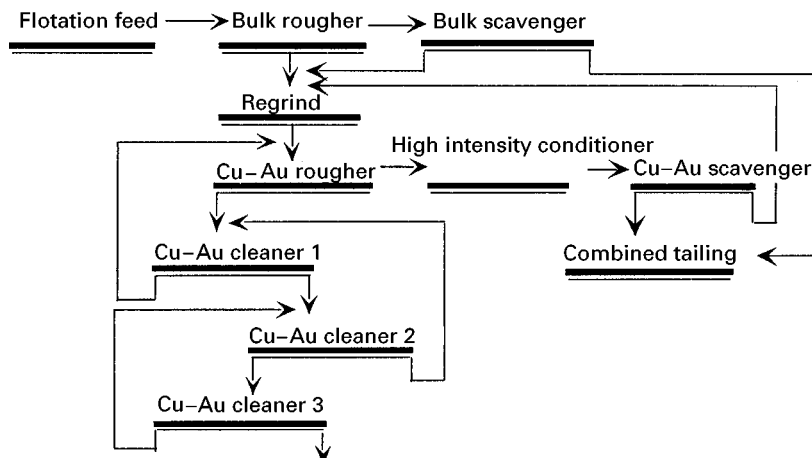 Flotation feed
Bulk rougher
Bulk scavenger
Regrind
High intensity conditioner
Cu–Au rougher
Cu–Au scavenger
Cu–Au cleaner 1
Combined tailing
Cu–Au cleaner 2
Cu–Au cleaner 3